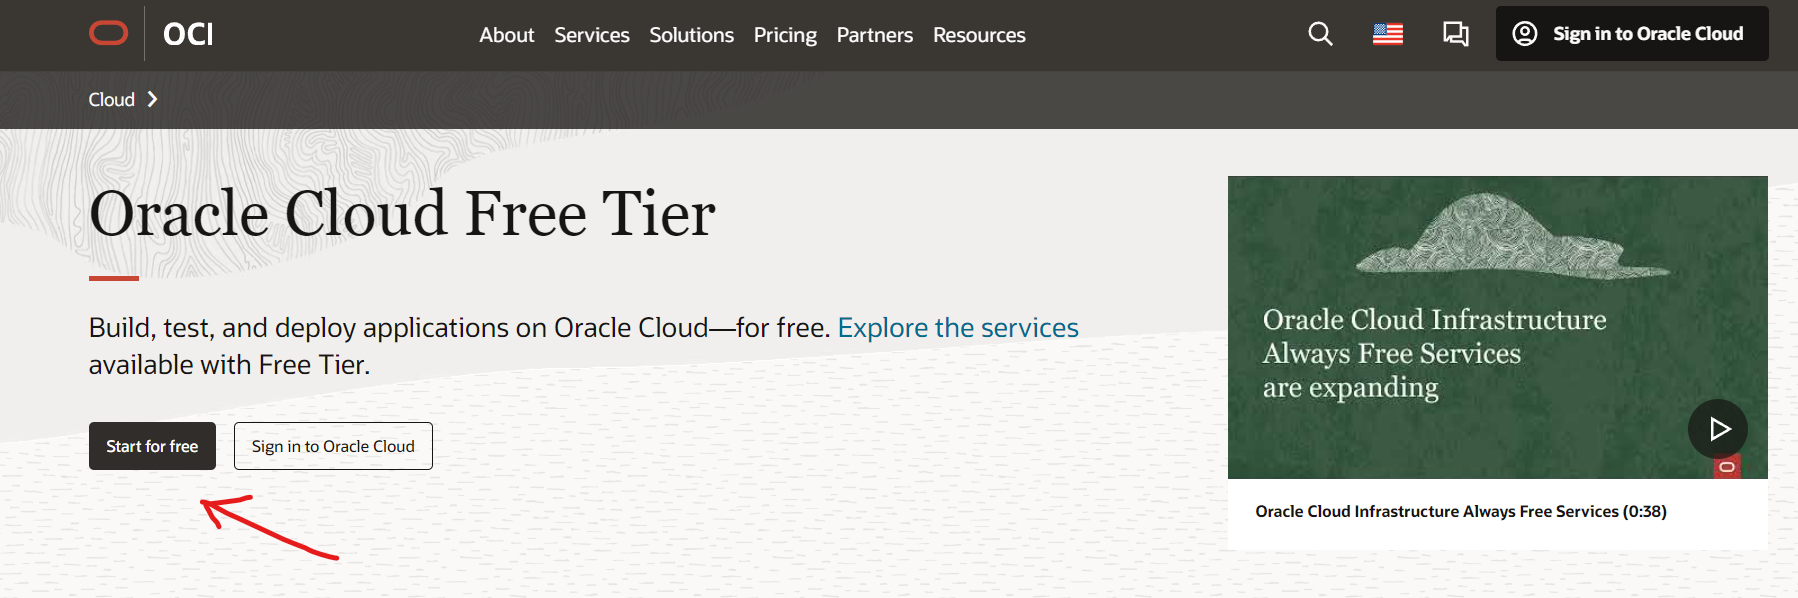 OCI
About Services Solutions Pricing Partners Resources
Sign in to Oracle Cloud
Cloud
Oracle Cloud Free Tier
Build, test, and deploy applications on Oracle Cloud—for free. Explore the services
available with Free Tier.
Start for free
Sign in to Oracle Cloud
Oracle Cloud Infrastructure
Always Free Services
are expanding
Oracle Cloud Infrastructure Always Free Services (0:38)